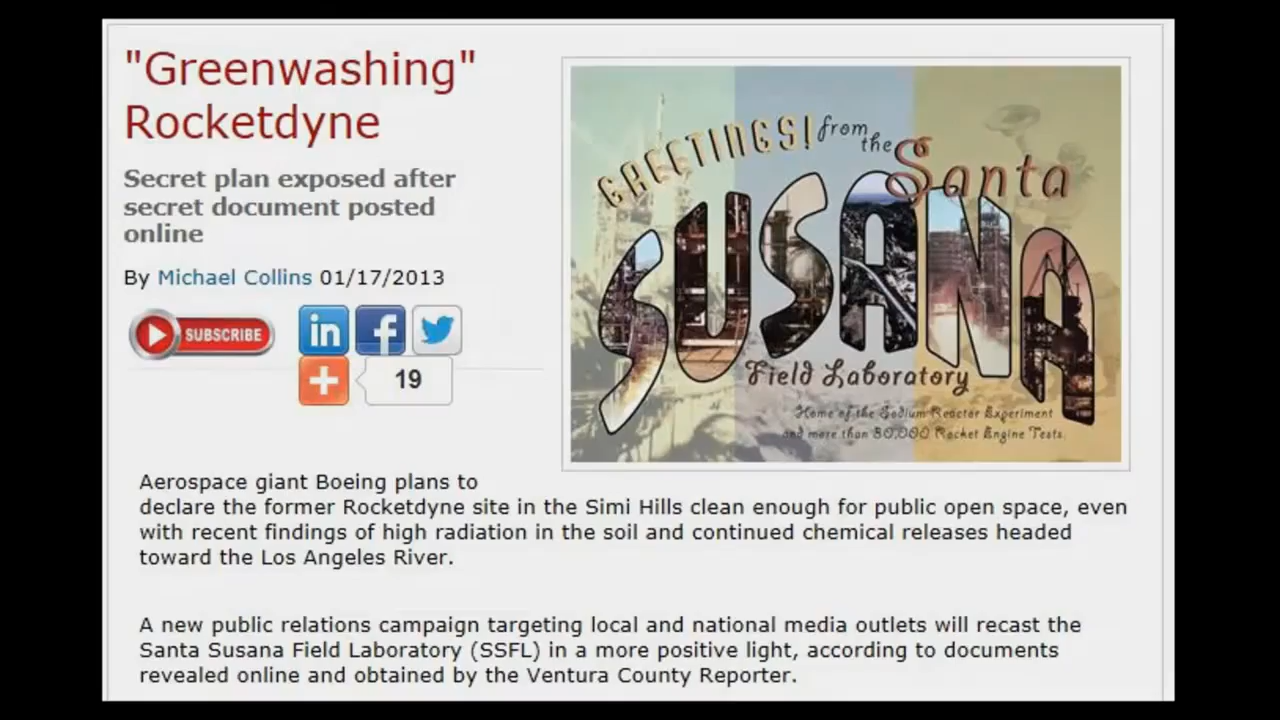 "Greenwashing"
Rocketdyne
Secret plan exposed after
secret document posted
online
By Michael Collins 01/17/2013
SUBSCRIBE
in f
+ 19
GREETINGS! from the Santa
SUSANA
Field Laboratory
Home of the Sodium Reactor Experiment
and more than 30,000 Rocket Engine Tests.
Aerospace giant Boeing plans to
declare the former Rocketdyne site in the Simi Hills clean enough for public open space, even
with recent findings of high radiation in the soil and continued chemical releases headed
toward the Los Angeles River.
A new public relations campaign targeting local and national media outlets will recast the
Santa Susana Field Laboratory (SSFL) in a more positive light, according to documents
revealed online and obtained by the Ventura County Reporter.